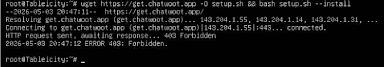 root@Tableicity:~# wget https://get.chatwoot.app -O setup.sh && bash setup.sh --install
--2026-05-03 20:47:11--  https://get.chatwoot.app/
Resolving get.chatwoot.app (get.chatwoot.app)... 143.204.1.55, 143.204.1.14, 143.204.1.31, ...
Connecting to get.chatwoot.app (get.chatwoot.app)|143.204.1.55|:443... connected.
HTTP request sent, awaiting response... 403 Forbidden
2026-05-03 20:47:12 ERROR 403: Forbidden.

root@Tableicity:~#